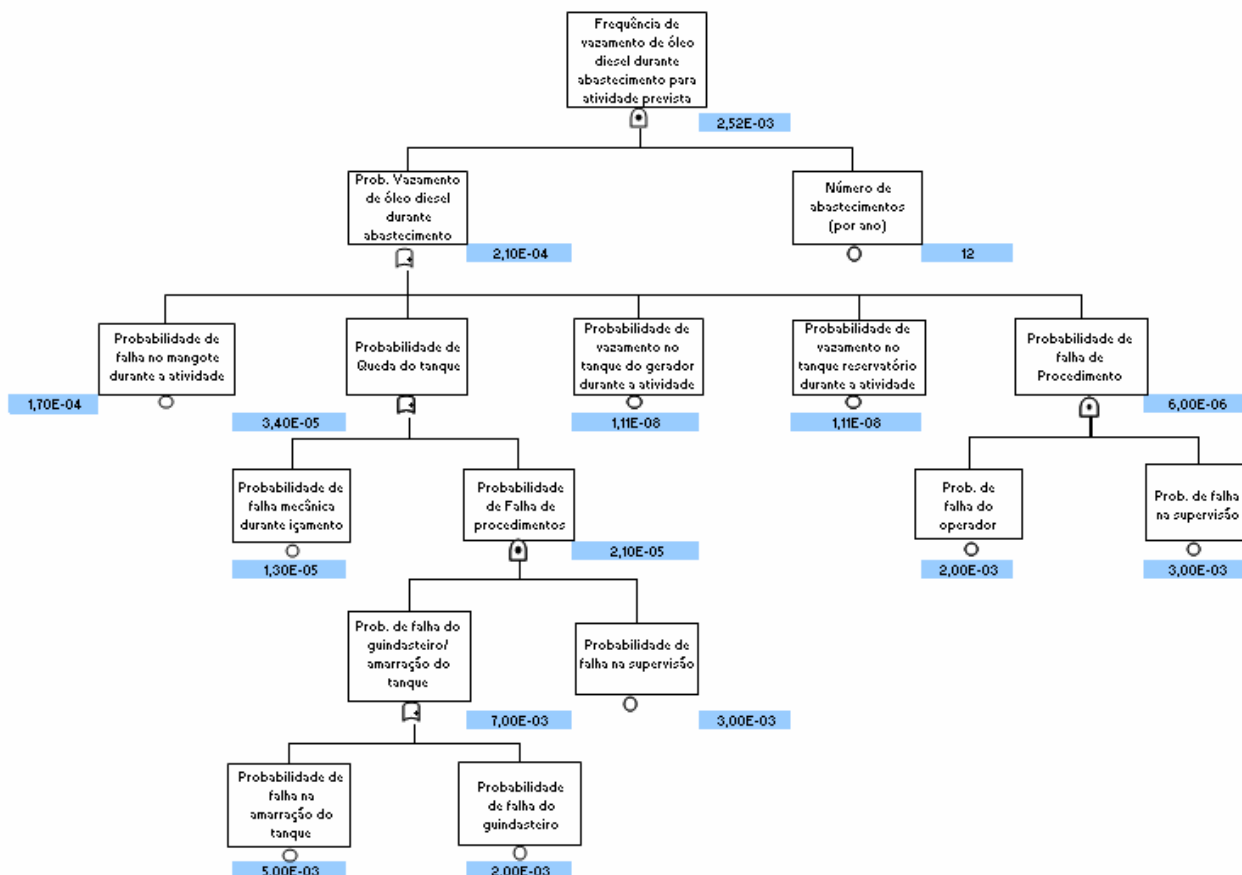 Frequência de
vazamento de óleo
diesel durante
abastecimento para
atividade prevista
2,52E-03
Prob. Vazamento
de óleo diesel
durante
abastecimento
2,10E-04
Número de
abastecimentos
(por ano)
12
Probabilidade de
falha no mangote
durante a atividade
1,70E-04
Probabilidade de
Queda do tanque
3,40E-05
Probabilidade de
vazamento no
tanque do gerador
durante a atividade
1,11E-08
Probabilidade de
vazamento no
tanque reservatório
durante a atividade
1,11E-08
Probabilidade de
falha de
Procedimento
6,00E-06
Probabilidade de
falha mecânica
durante içamento
1,30E-05
Probabilidade
de Falha de
procedimentos
2,10E-05
Prob. de
falha do
operador
2,00E-03
Prob. de falha
na supervisão
3,00E-03
Prob. de falha do
guindasteiro/
amarração do
tanque
7,00E-03
Probabilidade de
falha na supervisão
3,00E-03
Probabilidade de
falha na
amarração do
tanque
5,00E-03
Probabilidade
de falha do
guindasteiro
2,00E-03